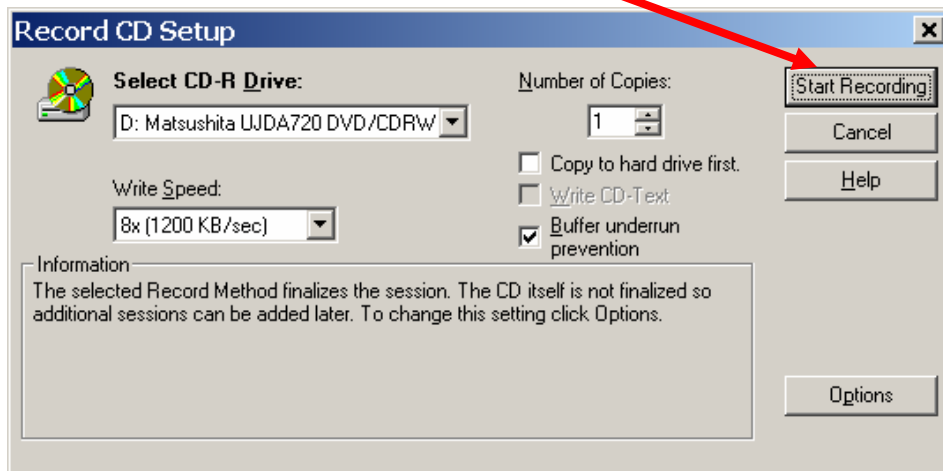 Record CD Setup
Select CD-R Drive:
D: Matsushita UJDA720 DVD/CDRW
Write Speed:
8x (1200 KB/sec)
Number of Copies:
1
Copy to hard drive first.
Write CD-Text
Buffer underrun
prevention
Start Recording
Cancel
Help
Information
The selected Record Method finalizes the session. The CD itself is not finalized so
additional sessions can be added later. To change this setting click Options.
Options